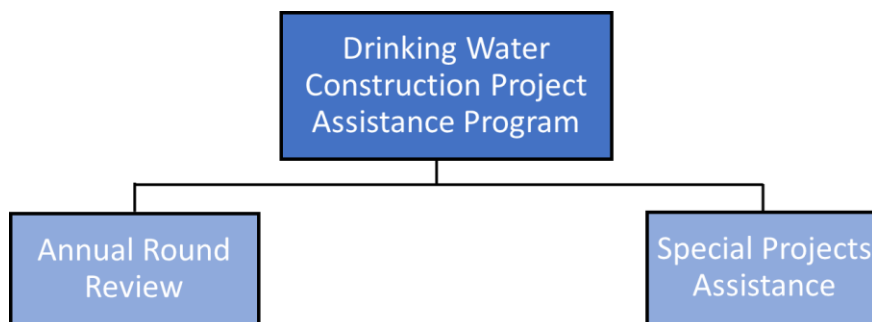 Drinking Water
Construction Project
Assistance Program
Annual Round
Review
Special Projects
Assistance